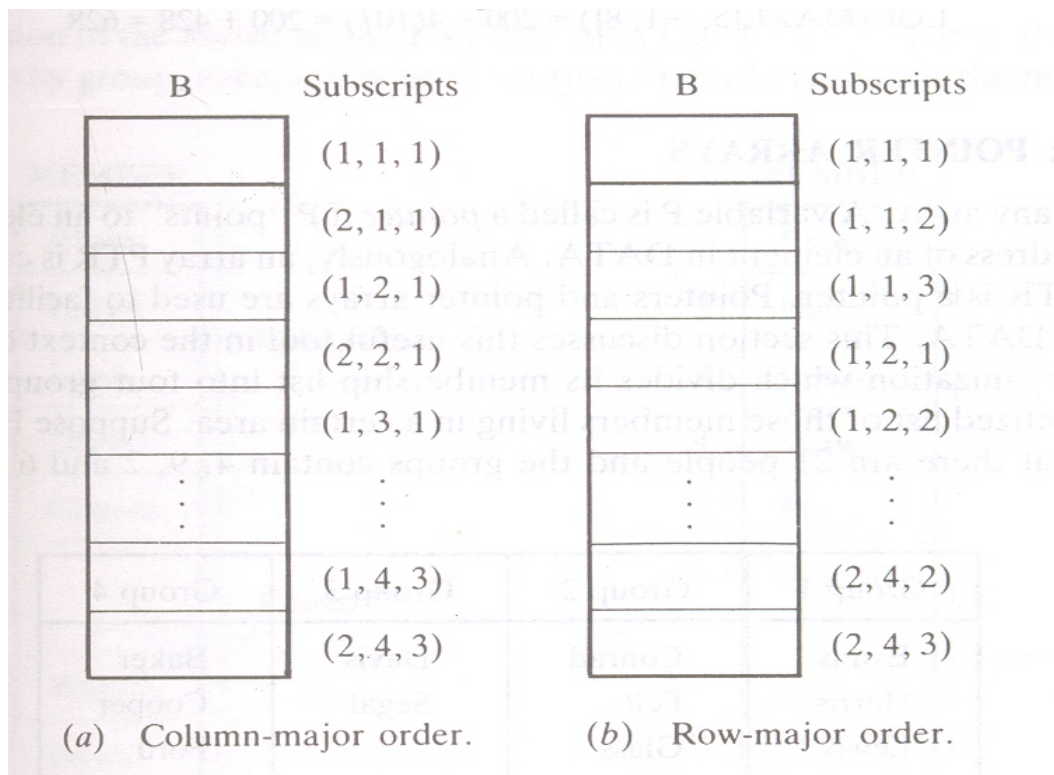 B Subscripts
(1, 1, 1)
(2, 1, 1)
(1, 2, 1)
(2, 2, 1)
(1, 3, 1)
.
.
.
(1, 4, 3)
(2, 4, 3)
(a) Column-major order.
B Subscripts
(1, 1, 1)
(1, 1, 2)
(1, 1, 3)
(1, 2, 1)
(1, 2, 2)
.
.
.
(2, 4, 2)
(2, 4, 3)
(b) Row-major order.